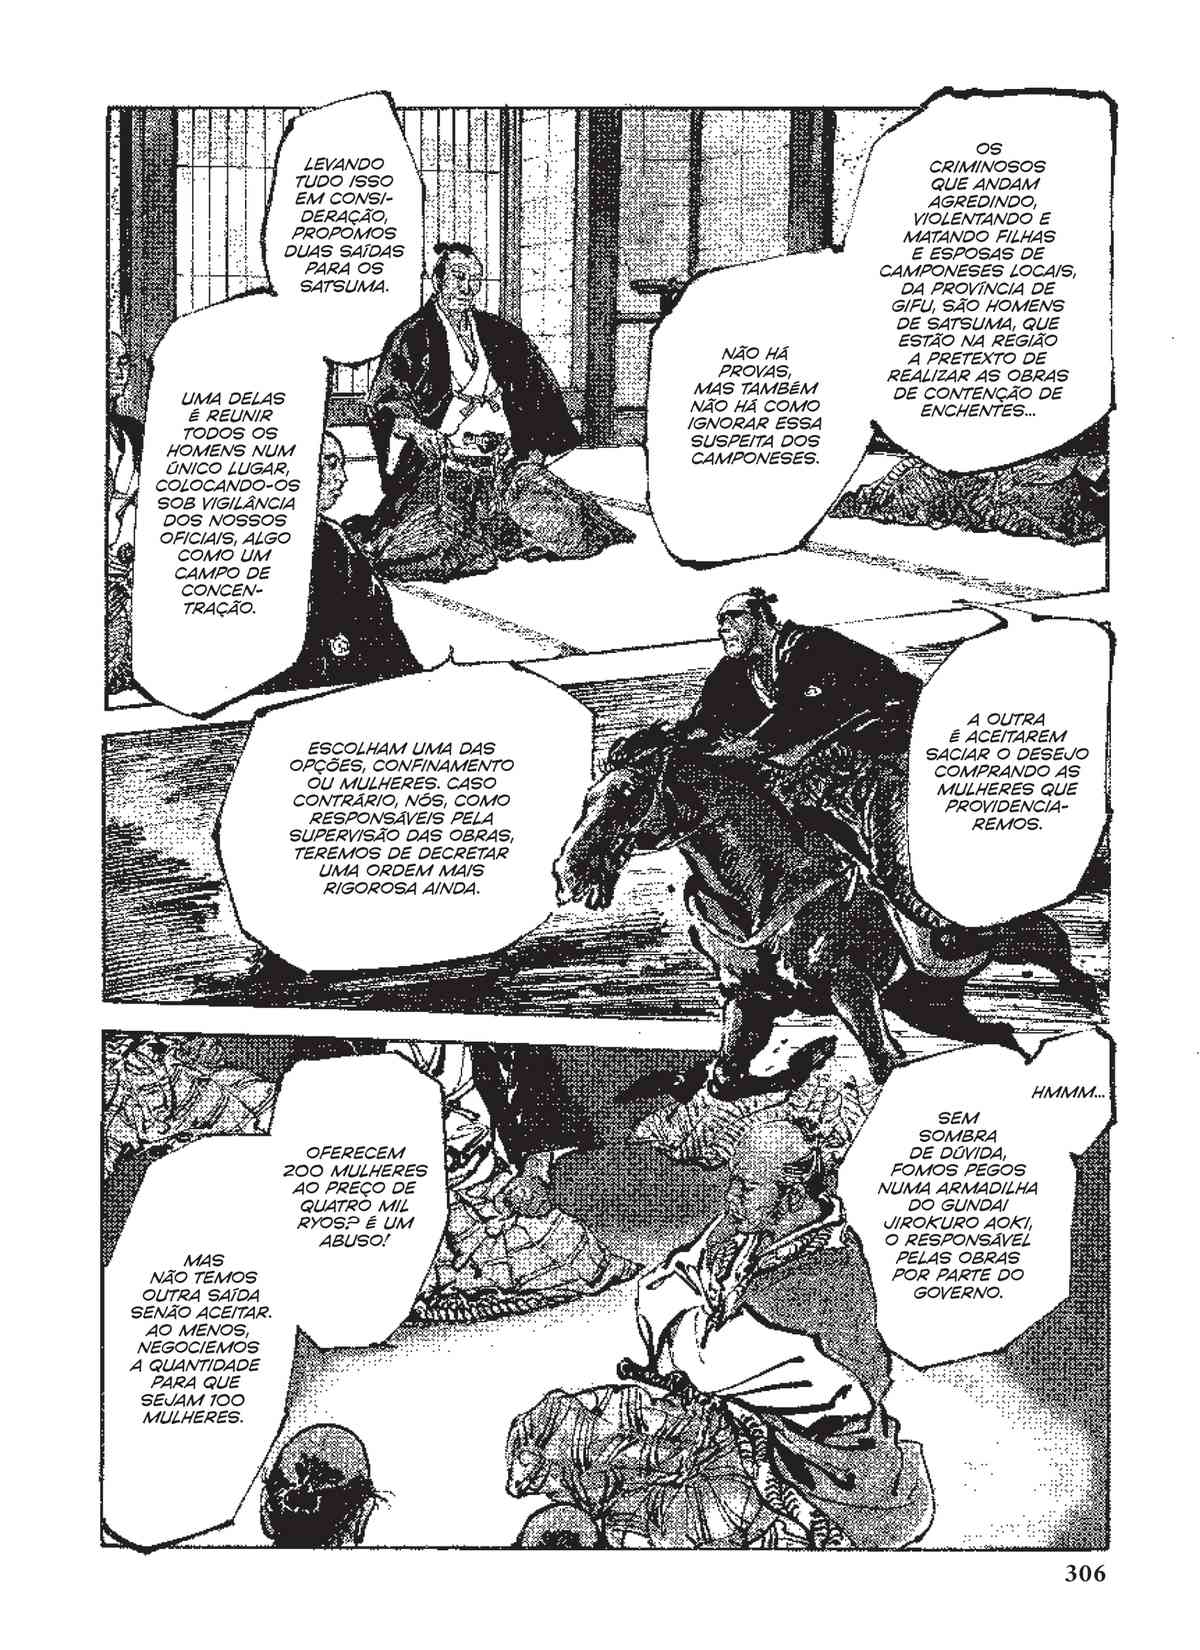 OS
CRIMINOSOS
QUE ANDAM
AGREDINDO,
VIOLENTANDO E
MATANDO FILHAS
E ESPOSAS DE
CAMPONESES LOCAIS,
DA PROVÍNCIA DE
GIFU, SÃO HOMENS
DE SATSUMA, QUE
ESTÃO NA REGIÃO
A PRETEXTO DE
REALIZAR AS OBRAS
DE CONTENÇÃO DE
ENCHENTES...
NÃO HÁ
PROVAS,
MAS TAMBÉM
NÃO HÁ COMO
IGNORAR ESSA
SUSPEITA DOS
CAMPONESES.
LEVANDO
TUDO ISSO
EM CONSI-
DERAÇÃO,
PROPOMOS
DUAS SAÍDAS
PARA OS
SATSUMA.
UMA DELAS
É REUNIR
TODOS OS
HOMENS NUM
ÚNICO LUGAR,
COLOCANDO-OS
SOB VIGILÂNCIA
DOS NOSSOS
OFICIAIS, ALGO
COMO UM
CAMPO DE
CONCEN-
TRAÇÃO.
A OUTRA
É ACEITAREM
SACIAR O DESEJO
COMPRANDO AS
MULHERES QUE
PROVIDENCIA-
REMOS.
ESCOLHAM UMA DAS
OPÇÕES, CONFINAMENTO
OU MULHERES. CASO
CONTRÁRIO, NÓS, COMO
RESPONSÁVEIS PELA
SUPERVISÃO DAS OBRAS,
TEREMOS DE DECRETAR
UMA ORDEM MAIS
RIGOROSA AINDA.
HMMM...
SEM
SOMBRA
DE DÚVIDA,
FOMOS PEGOS
NUMA ARMADILHA
DO GUNDAI
JIROKURO AOKI,
O RESPONSÁVEL
PELAS OBRAS
POR PARTE DO
GOVERNO.
OFERECEM
200 MULHERES
AO PREÇO DE
QUATRO MIL
RYOS? É UM
ABUSO!
MAS
NÃO TEMOS
OUTRA SAÍDA
SENÃO ACEITAR.
AO MENOS,
NEGOCIEMOS
A QUANTIDADE
PARA QUE
SEJAM 100
MULHERES.
306